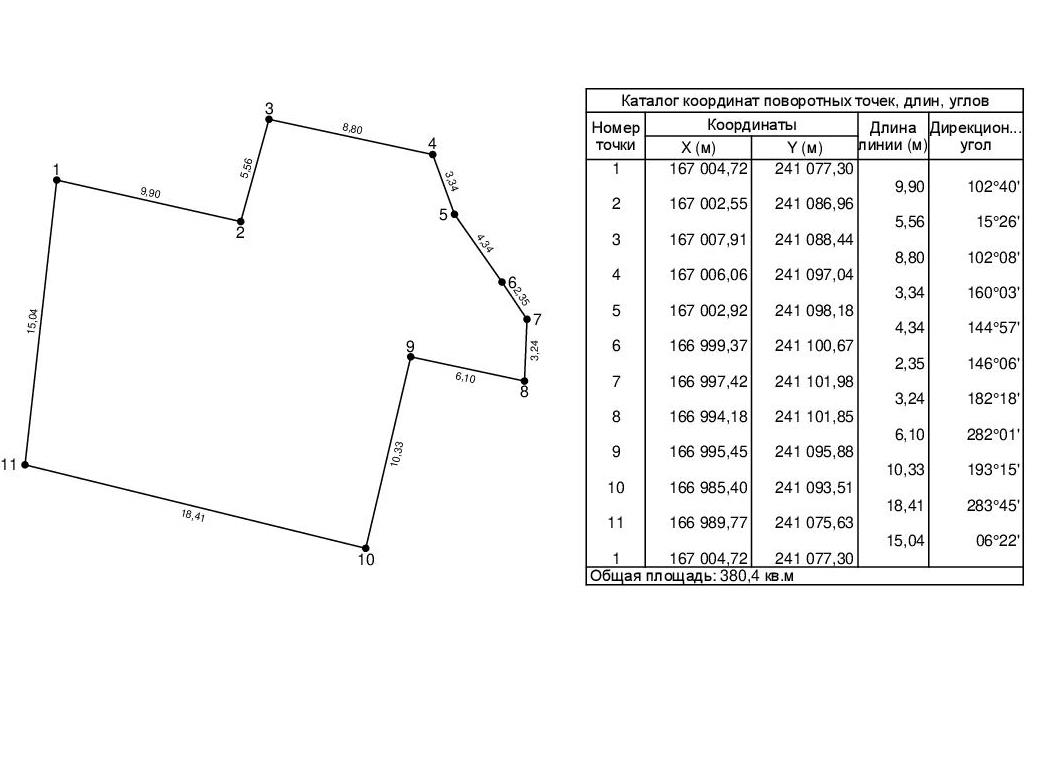 3
8,80
4
1
5,56
3,34
9,90
5
2
4,34
6
2,35
7
15,04
3,24
9
6,10
8
10,33
11
18,41
10
Каталог координат поворотных точек, длин, углов
Номер точки
Координаты
X (м)
Y (м)
Длина линии (м)
Дирекцион... угол
1 167 004,72 241 077,30
9,90 102°40'
2 167 002,55 241 086,96
5,56 15°26'
3 167 007,91 241 088,44
8,80 102°08'
4 167 006,06 241 097,04
3,34 160°03'
5 167 002,92 241 098,18
4,34 144°57'
6 166 999,37 241 100,67
2,35 146°06'
7 166 997,42 241 101,98
3,24 182°18'
8 166 994,18 241 101,85
6,10 282°01'
9 166 995,45 241 095,88
10,33 193°15'
10 166 985,40 241 093,51
18,41 283°45'
11 166 989,77 241 075,63
15,04 06°22'
1 167 004,72 241 077,30
Общая площадь: 380,4 кв.м